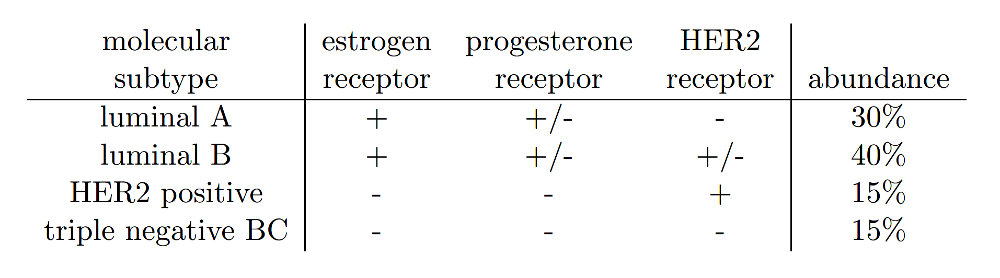 molecular estrogen progesterone HER2
subtype receptor receptor receptor abundance
luminal A + +/- - 30%
luminal B + +/- +/- 40%
HER2 positive - - + 15%
triple negative BC - - - 15%